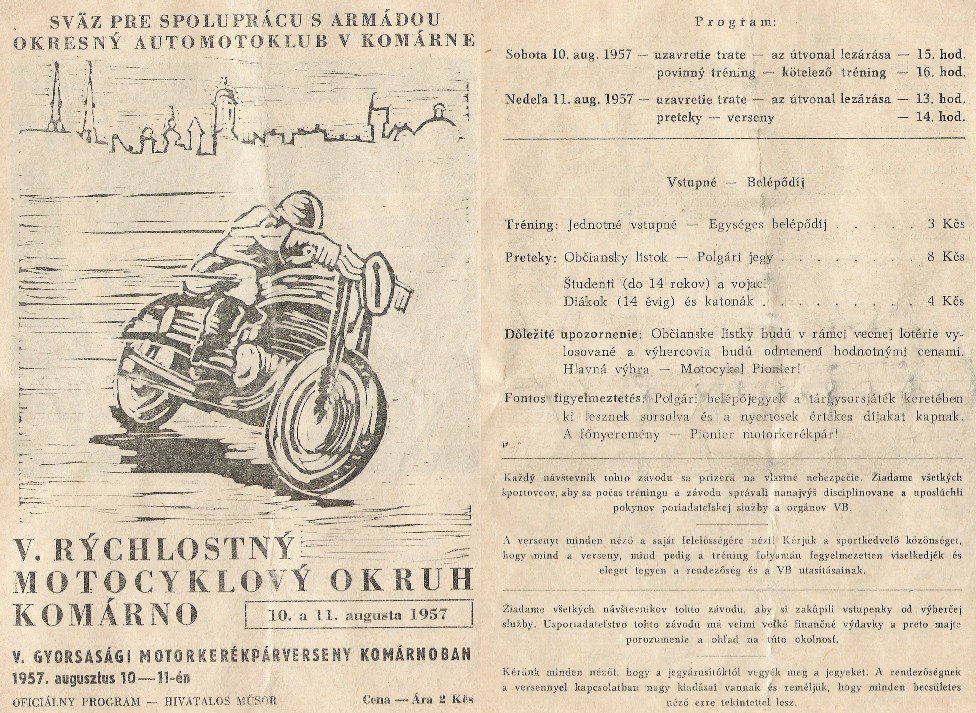 SVÄZ PRE SPOLUPRÁCU S ARMÁDOU
OKRESNÝ AUTOMOTOKLUB V KOMÁRNE
V. RÝCHLOSTNÝ
MOTOCYKLOVÝ OKRUH
KOMÁRNO
10. a 11. augusta 1957
V. GYORSASÁGI MOTORKERÉKPÁRVERSENY KOMÁRNOBAN
1957. augusztus 10—11-én
OFICIÁLNY PROGRAM — HIVATALOS MŰSOR
Cena — Ára 2 Kčs
Program:
Sobota 10. aug. 1957 — uzavretie trate — az útvonal lezárása — 15. hod.
povinný tréning — kötelező tréning — 16. hod.
Nedeľa 11. aug. 1957 — uzavretie trate — az útvonal lezárása — 13. hod.
preteky — verseny — 14. hod.
Vstupné — Belépődíj
Tréning: Jednotné vstupné — Egységes belépődíj . . . . . 3 Kčs
Preteky: Občiansky lístok — Polgári jegy . . . . . . . . 8 Kčs
Študenti (do 14 rokov) a vojaci
Diákok (14 évig) és katonák . . . . . . . . . 4 Kčs
Dôležité upozornenie: Občianske lístky budú v rámci vecnej lotérie vy-
losované a výhercovia budú odmenení hodnotnými cenami.
Hlavná výhra — Motocykel Pionier!
Fontos figyelmeztetés: Polgári belépőjegyek a tárgysorsjáték keretében
ki lesznek sorsolva és a nyertesek értékes díjakat kapnak.
A főnyeremény — Pionier motorkerékpár!
Každý návštevník tohto závodu sa prizerá na vlastné nebezpečie. Žiadame všetkých
športovcov, aby sa počas tréningu a závodu správali nanajvýš disciplinovane a uposlúchli
pokynov poriadateľskej služby a orgánov VB.
A versenyt minden néző a saját felelősségére nézi! Kérjük a sportkedvelő közönséget,
hogy mind a verseny, mind pedig a tréning folyamán fegyelmezetten viselkedjék és
eleget tegyen a rendezőség és a VB utasításainak.
Žiadame všetkých návštevníkov tohto závodu, aby si zakúpili vstupenky od výberčej
služby. Usporiadateľstvo tohto závodu má velmi veľké finančné výdavky a preto majte
porozumenie a ohľad na túto okolnosť.
Kérünk minden nézőt, hogy a jegyárusítóktól vegyék meg a jegyeket. A rendezőségnek
a versennyel kapcsolatban nagy kiadásai vannak és reméljük, hogy minden becsületes
néző erre tekintettel lesz.